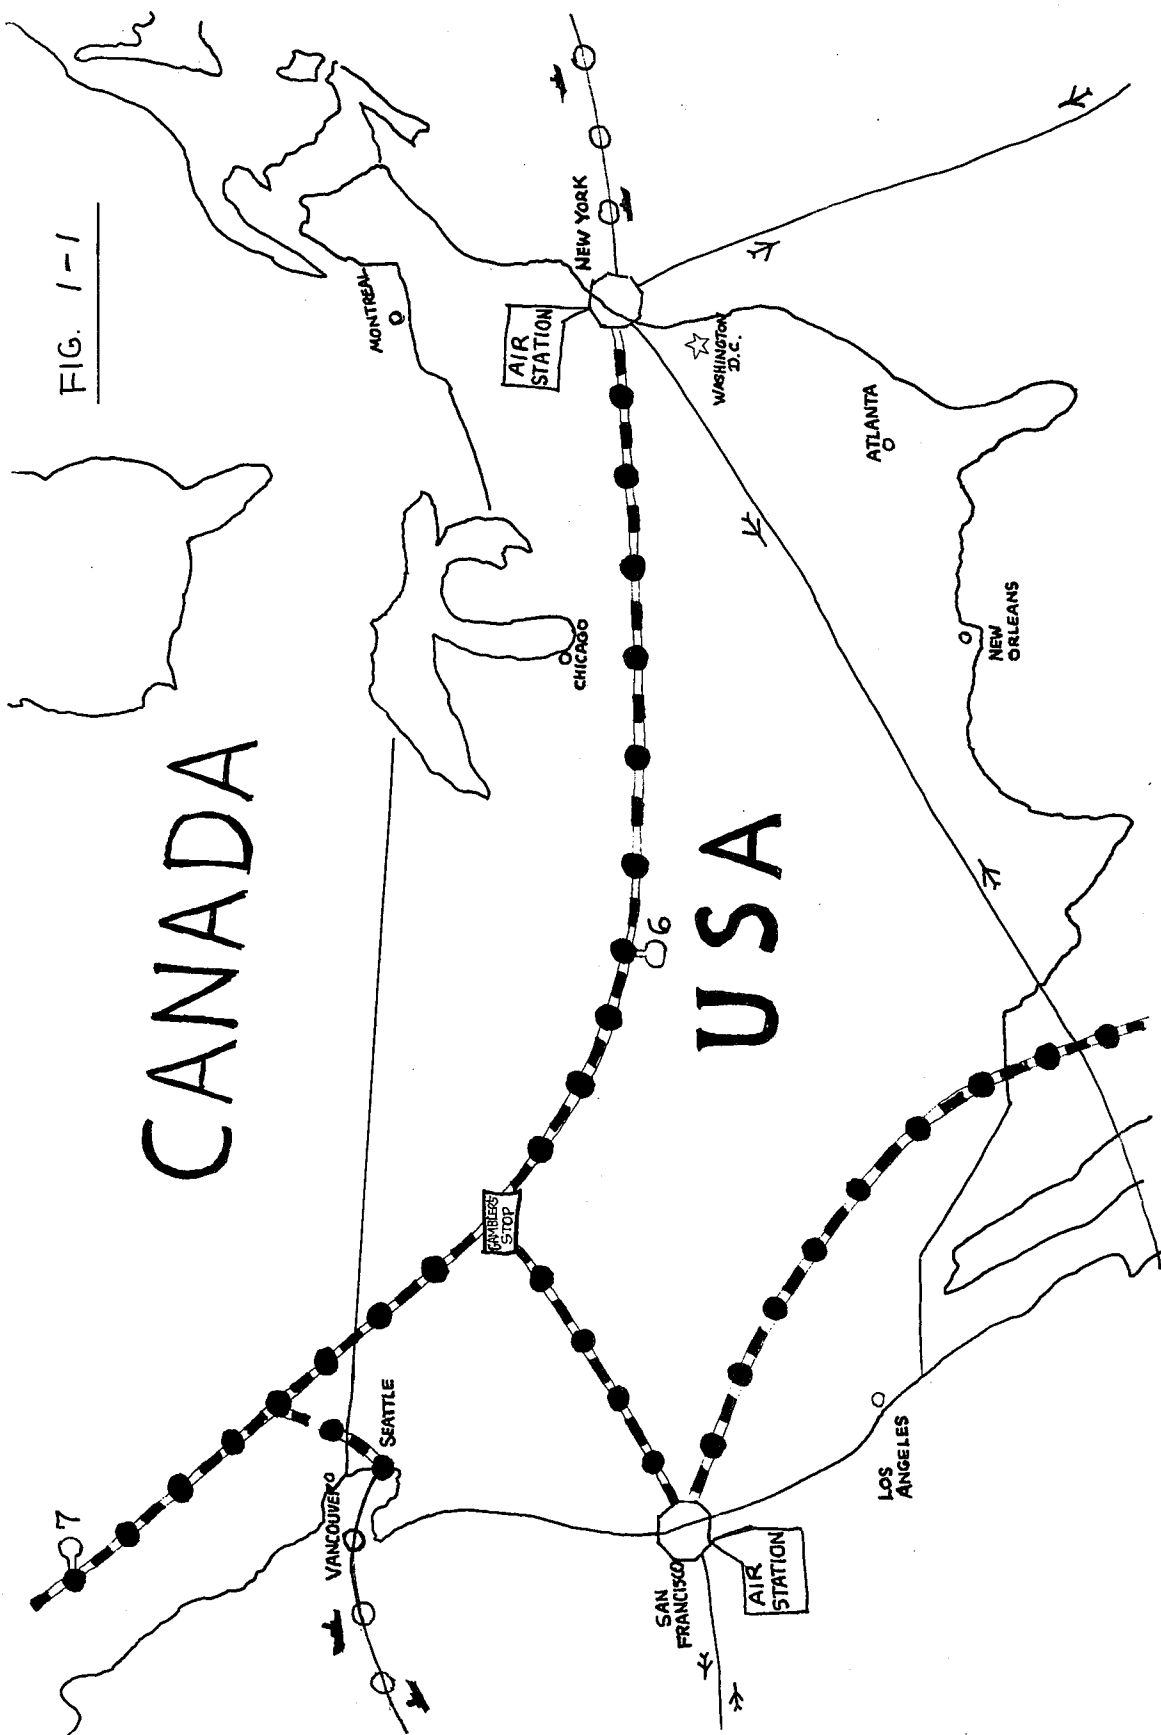 FIG. 1-1
CANADA
USA
MONTREAL
NEW YORK
AIR
STATION
WASHINGTON
D.C.
ATLANTA
NEW
ORLEANS
CHICAGO
6
GAMBLERS
STOP
7
SEATTLE
VANCOUVER
SAN
FRANCISCO
AIR
STATION
LOS
ANGELES